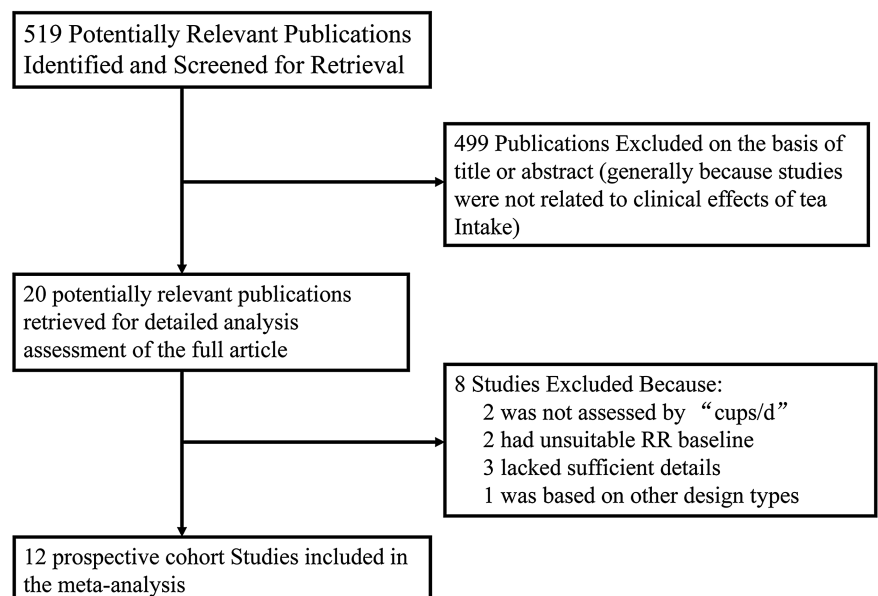 519 Potentially Relevant Publications
Identified and Screened for Retrieval
499 Publications Excluded on the basis of
title or abstract (generally because studies
were not related to clinical effects of tea
Intake)
20 potentially relevant publications
retrieved for detailed analysis
assessment of the full article
8 Studies Excluded Because:
2 was not assessed by “cups/d”
2 had unsuitable RR baseline
3 lacked sufficient details
1 was based on other design types
12 prospective cohort Studies included in
the meta-analysis